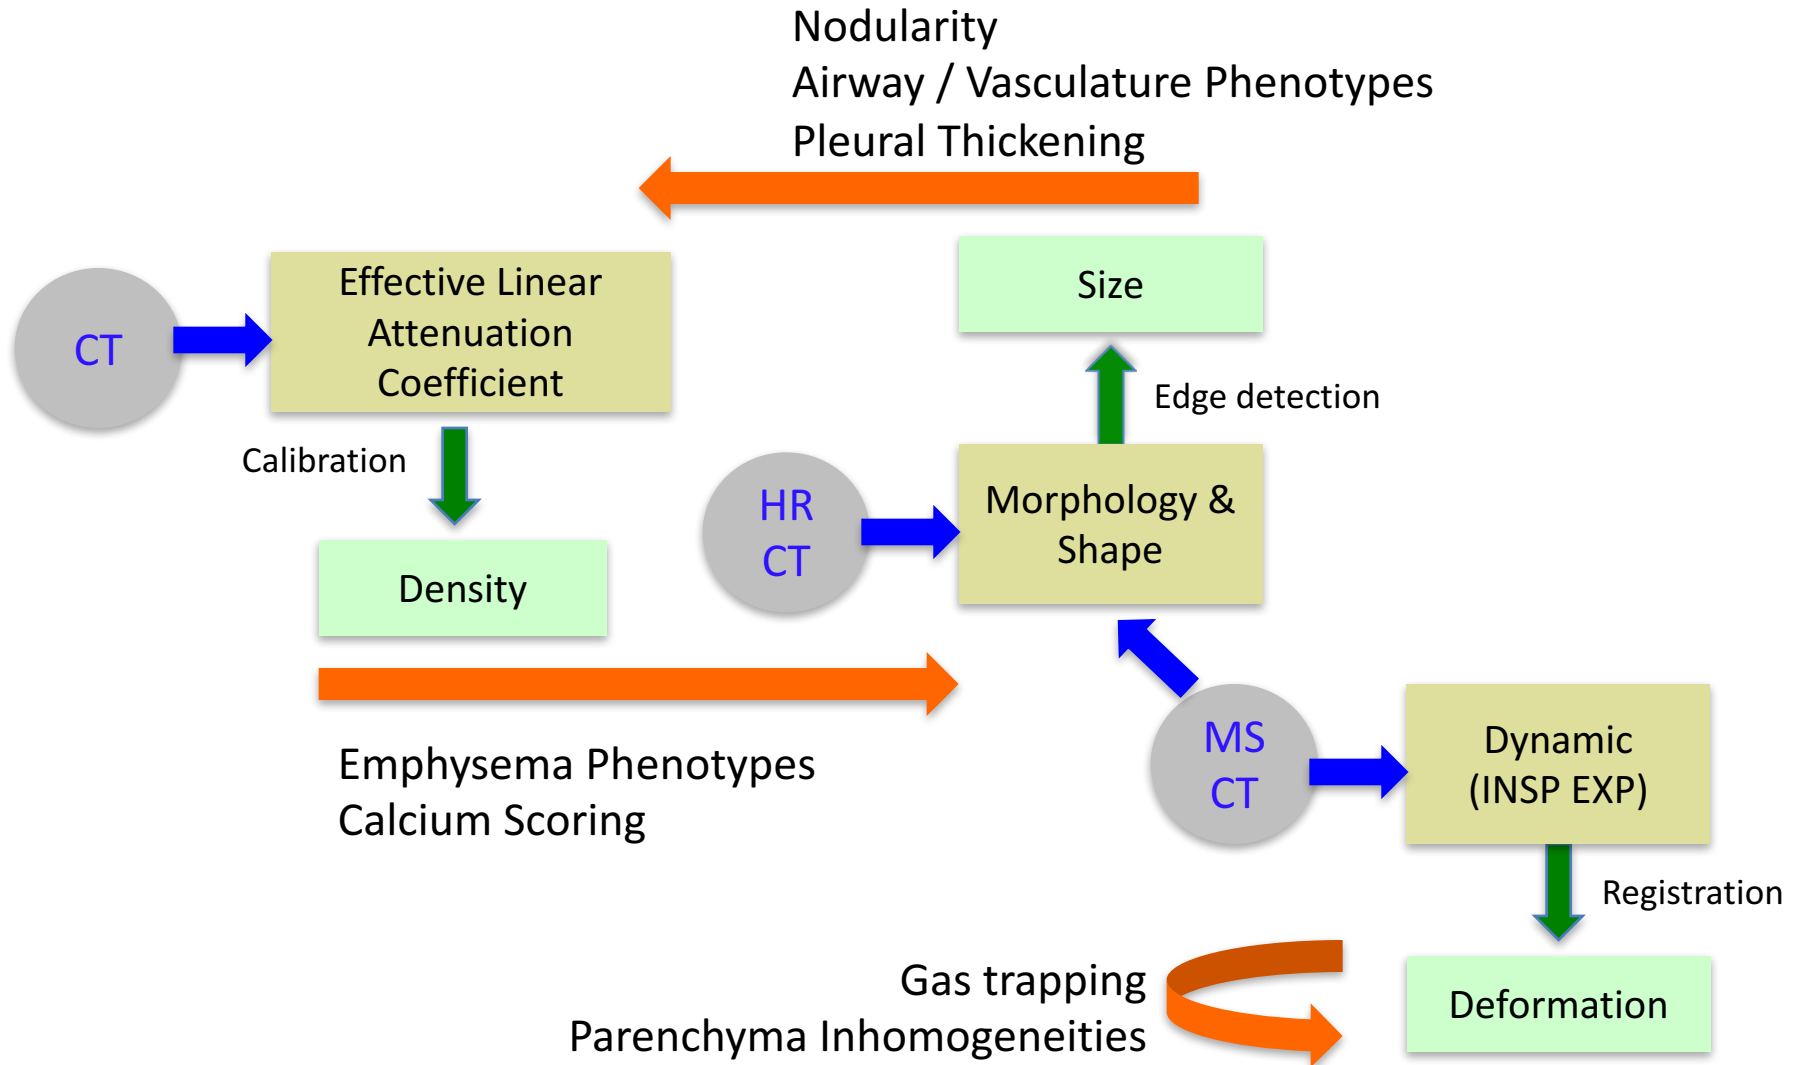 Nodularity
Airway / Vasculature Phenotypes
Pleural Thickening
Effective Linear
Attenuation
Coefficient
CT
Size
Edge detection
Calibration
HR
CT
Morphology &
Shape
Density
MS
CT
Dynamic
(INSP EXP)
Emphysema Phenotypes
Calcium Scoring
Registration
Gas trapping
Parenchyma Inhomogeneities
Deformation